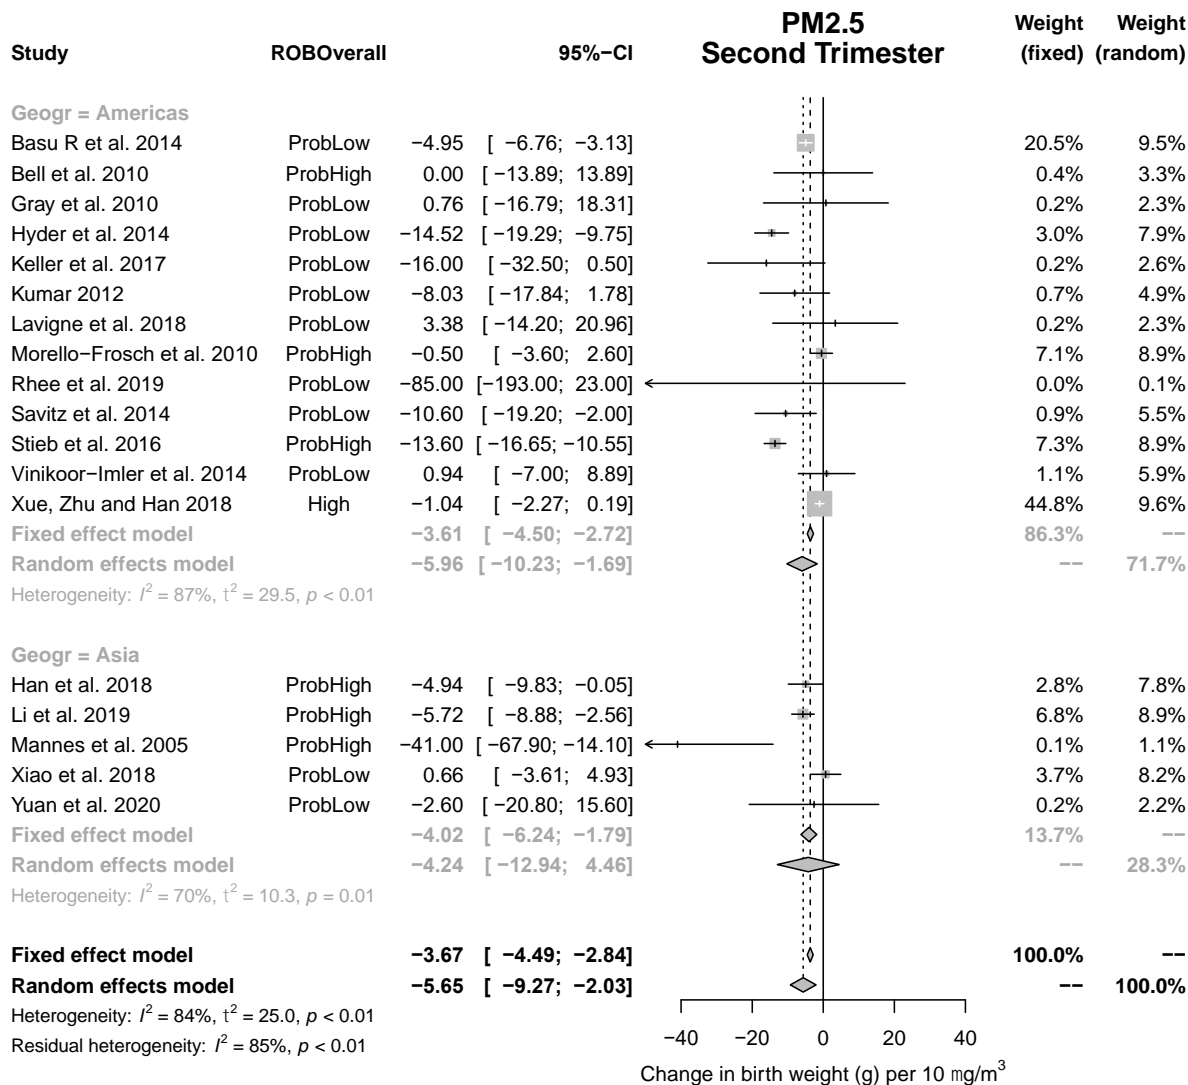 PM2.5
Second Trimester
Study ROBOverall 95%−CI Weight (fixed) Weight (random)
Geogr = Americas
Basu R et al. 2014 ProbLow −4.95 [ −6.76; −3.13] 20.5% 9.5%
Bell et al. 2010 ProbHigh 0.00 [ −13.89; 13.89] 0.4% 3.3%
Gray et al. 2010 ProbLow 0.76 [ −16.79; 18.31] 0.2% 2.3%
Hyder et al. 2014 ProbLow −14.52 [ −19.29; −9.75] 3.0% 7.9%
Keller et al. 2017 ProbLow −16.00 [ −32.50; 0.50] 0.2% 2.6%
Kumar 2012 ProbLow −8.03 [ −17.84; 1.78] 0.7% 4.9%
Lavigne et al. 2018 ProbLow 3.38 [ −14.20; 20.96] 0.2% 2.3%
Morello−Frosch et al. 2010 ProbHigh −0.50 [ −3.60; 2.60] 7.1% 8.9%
Rhee et al. 2019 ProbLow −85.00 [−193.00; 23.00] 0.0% 0.1%
Savitz et al. 2014 ProbLow −10.60 [ −19.20; −2.00] 0.9% 5.5%
Stieb et al. 2016 ProbHigh −13.60 [ −16.65; −10.55] 7.3% 8.9%
Vinikoor−Imler et al. 2014 ProbLow 0.94 [ −7.00; 8.89] 1.1% 5.9%
Xue, Zhu and Han 2018 High −1.04 [ −2.27; 0.19] 44.8% 9.6%
Fixed effect model −3.61 [ −4.50; −2.72] 86.3% −−
Random effects model −5.96 [ −10.23; −1.69] −− 71.7%
Heterogeneity: I² = 87%, τ² = 29.5, p < 0.01
Geogr = Asia
Han et al. 2018 ProbHigh −4.94 [ −9.83; −0.05] 2.8% 7.8%
Li et al. 2019 ProbHigh −5.72 [ −8.88; −2.56] 6.8% 8.9%
Mannes et al. 2005 ProbHigh −41.00 [ −67.90; −14.10] 0.1% 1.1%
Xiao et al. 2018 ProbLow 0.66 [ −3.61; 4.93] 3.7% 8.2%
Yuan et al. 2020 ProbLow −2.60 [ −20.80; 15.60] 0.2% 2.2%
Fixed effect model −4.02 [ −6.24; −1.79] 13.7% −−
Random effects model −4.24 [ −12.94; 4.46] −− 28.3%
Heterogeneity: I² = 70%, τ² = 10.3, p = 0.01
Fixed effect model −3.67 [ −4.49; −2.84] 100.0% −−
Random effects model −5.65 [ −9.27; −2.03] −− 100.0%
Heterogeneity: I² = 84%, τ² = 25.0, p < 0.01
Residual heterogeneity: I² = 85%, p < 0.01
−40 −20 0 20 40
Change in birth weight (g) per 10 mg/m³